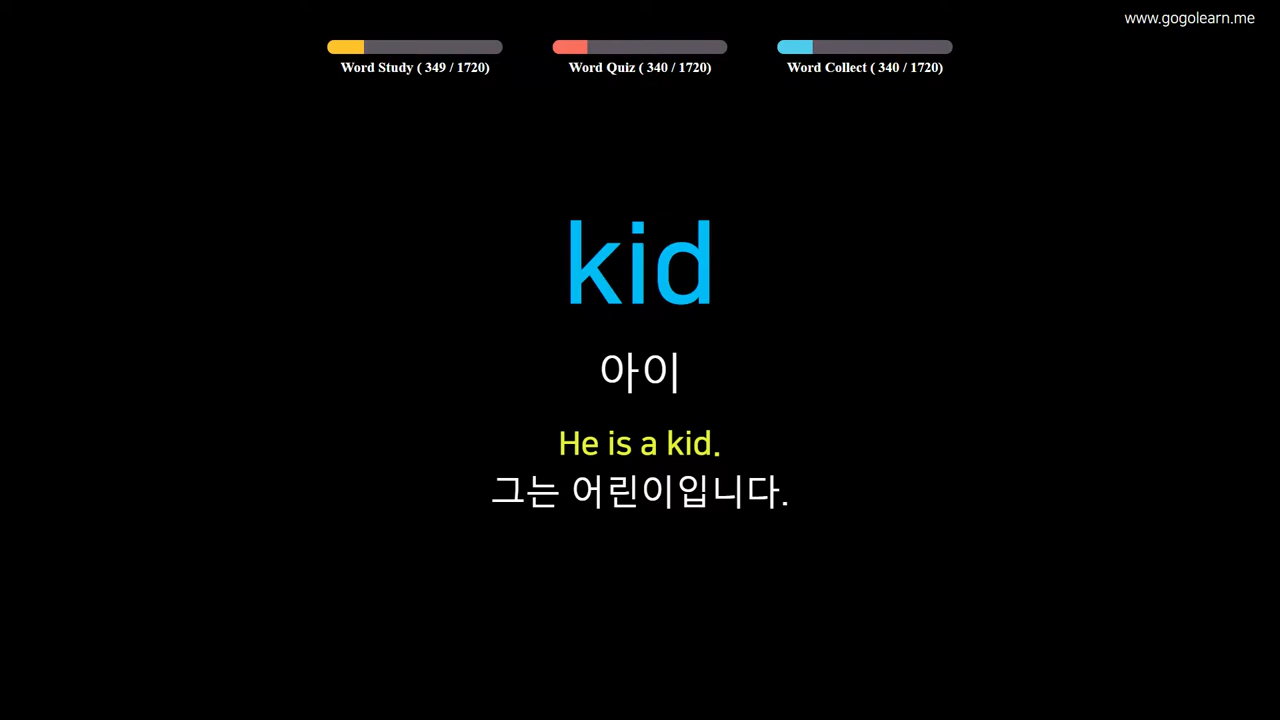 www.gogolearn.me
Word Study ( 349 / 1720)
Word Quiz ( 340 / 1720)
Word Collect ( 340 / 1720)
kid
아이
He is a kid.
그는 어린이입니다.